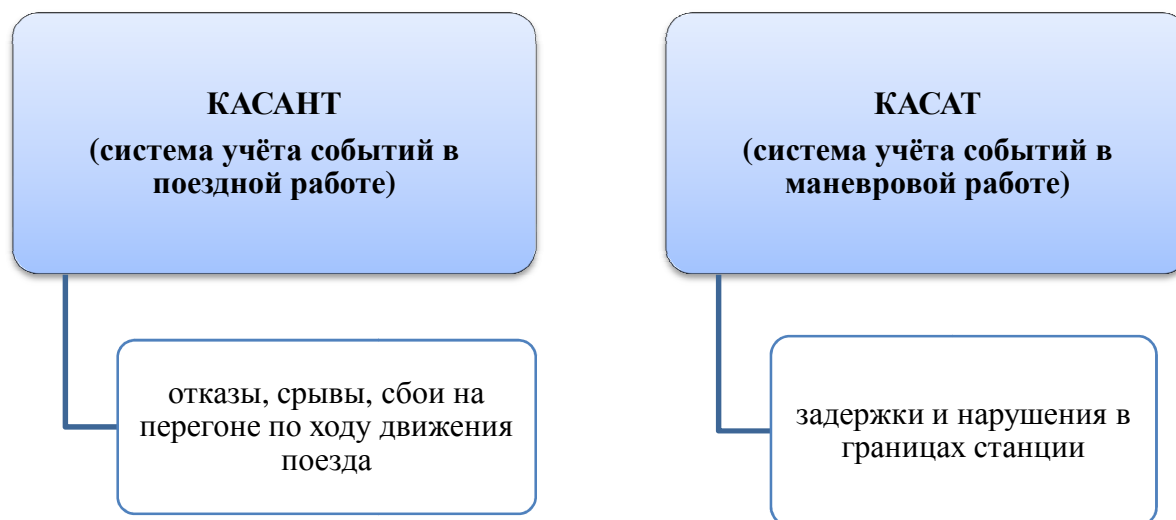 КАСАНТ
(система учёта событий в
поездной работе)
отказы, срывы, сбои на
перегоне по ходу движения
поезда
КАСАТ
(система учёта событий в
маневровой работе)
задержки и нарушения в
границах станции